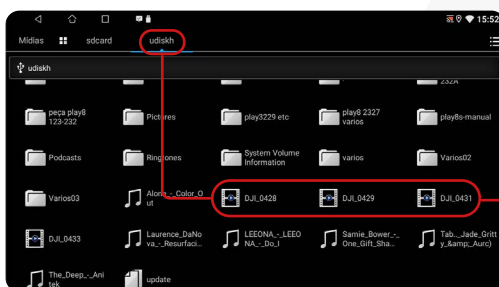 15:52
Mídias
sdcard
udiskh
udiskh
232A
peça play8
123-232
Pictures
play3229 etc
play8 2327
varios
play8s-manual
Podcasts
Ringtones
System Volume
Information
varios
Varios02
Varios03
Alone_-_Color_O
ut
DJI_0428
DJI_0429
DJI_0431
DJI_0433
Laurence_DaNo
va_-_Resurfaci...
LEEONA_-_LEEO
NA_-_Do_I
Samie_Bower_-_
One_Gift_Sha...
Tab.._Jade_Gritt
y_&amp;_Aurc)
The_Deep_-_Ani
tek
update